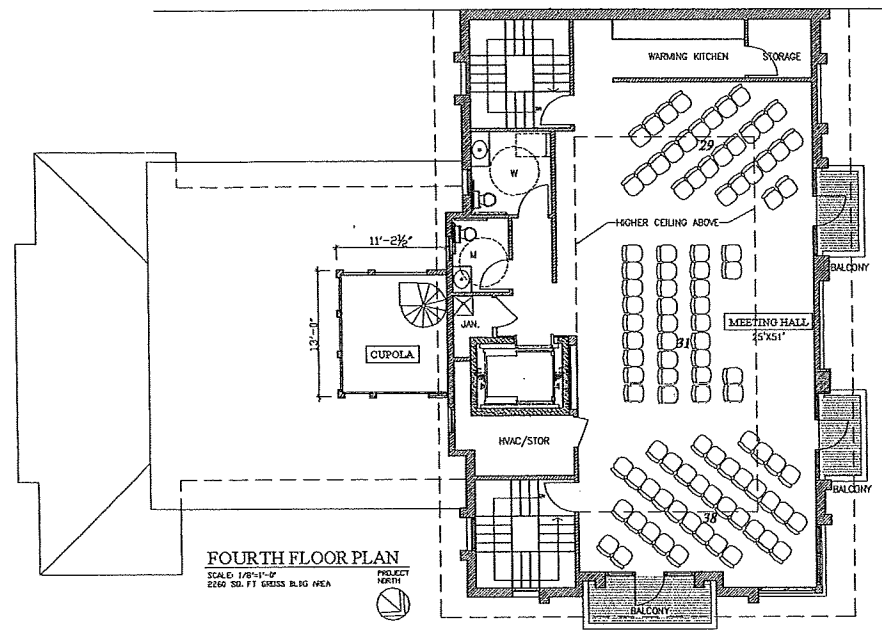 WARMING KITCHEN
STORAGE
DN
29
W
HIGHER CEILING ABOVE
11'-2½"
M
BALCONY
13'-0"
JAN.
MEETING HALL
25'X51'
CUPOLA
31
HVAC/STOR
BALCONY
38
FOURTH FLOOR PLAN
SCALE: 1/8"=1'-0"
2260 SQ. FT GROSS BLDG AREA
PROJECT
NORTH
BALCONY